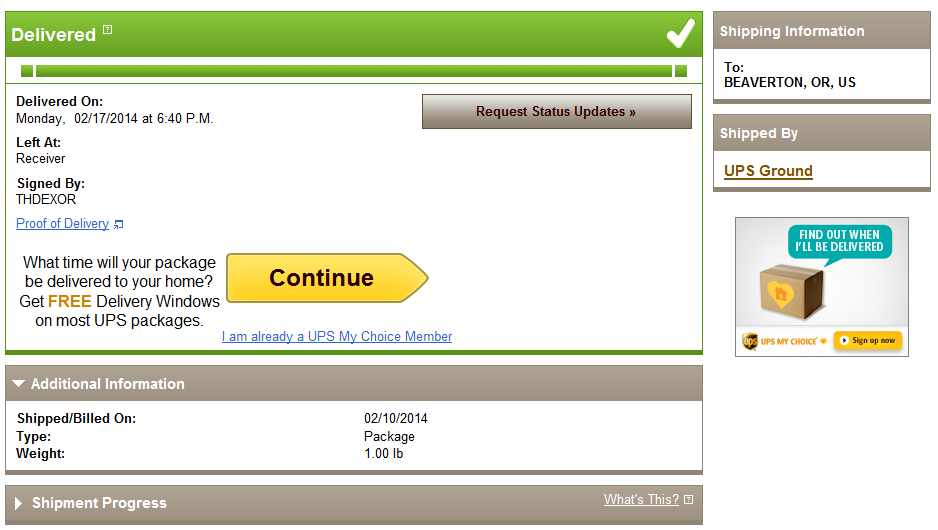 Delivered ?
Delivered On:
Monday, 02/17/2014 at 6:40 P.M.
Left At:
Receiver
Signed By:
THDEXOR
Proof of Delivery
Request Status Updates »
What time will your package
be delivered to your home?
Get FREE Delivery Windows
on most UPS packages.
Continue
I am already a UPS My Choice Member
Additional Information
Shipped/Billed On: 02/10/2014
Type: Package
Weight: 1.00 lb
Shipment Progress
What's This? ?
Shipping Information
To:
BEAVERTON, OR, US
Shipped By
UPS Ground
FIND OUT WHEN
I'LL BE DELIVERED
ups UPS MY CHOICE
Sign up now